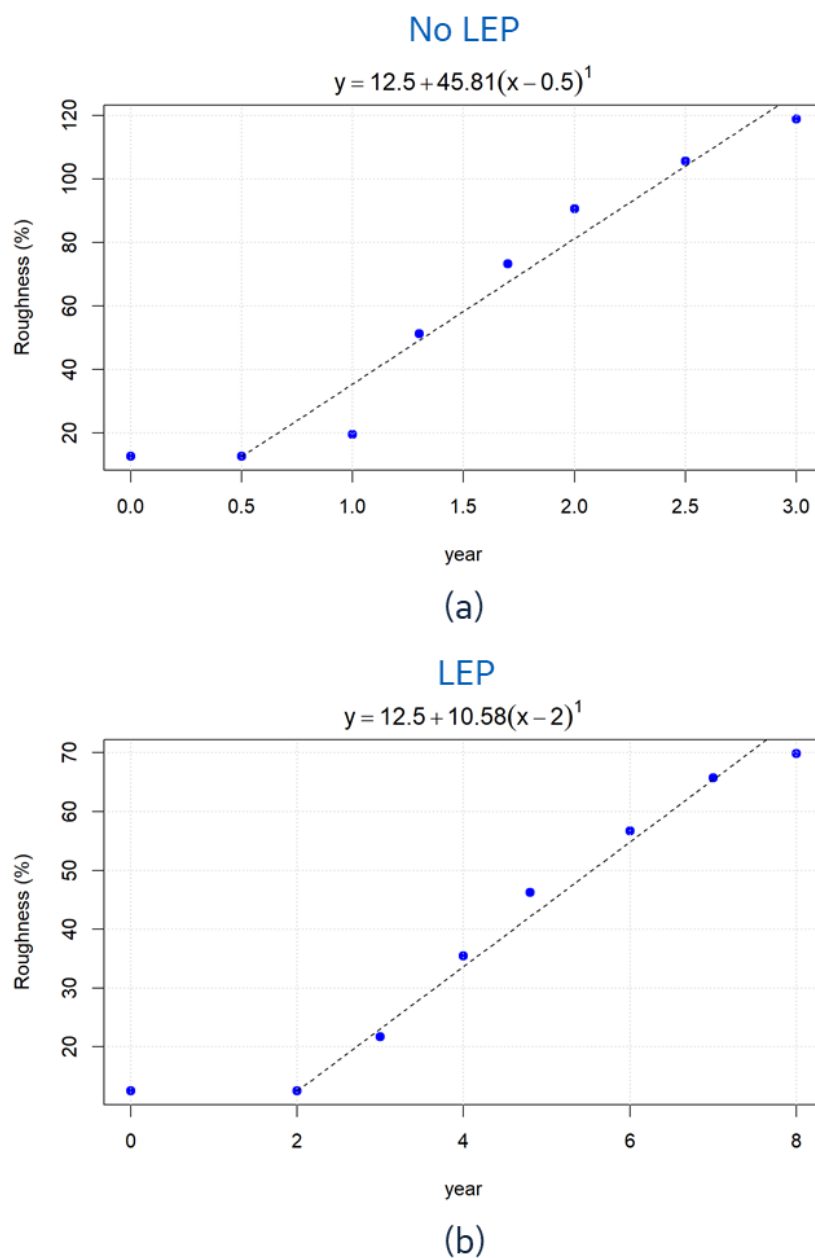 No LEP
y = 12.5 + 45.81(x − 0.5)¹
120
100
80
60
40
20
Roughness (%)
0.0 0.5 1.0 1.5 2.0 2.5 3.0
year
(a)
LEP
y = 12.5 + 10.58(x − 2)¹
70
60
50
40
30
20
Roughness (%)
0 2 4 6 8
year
(b)